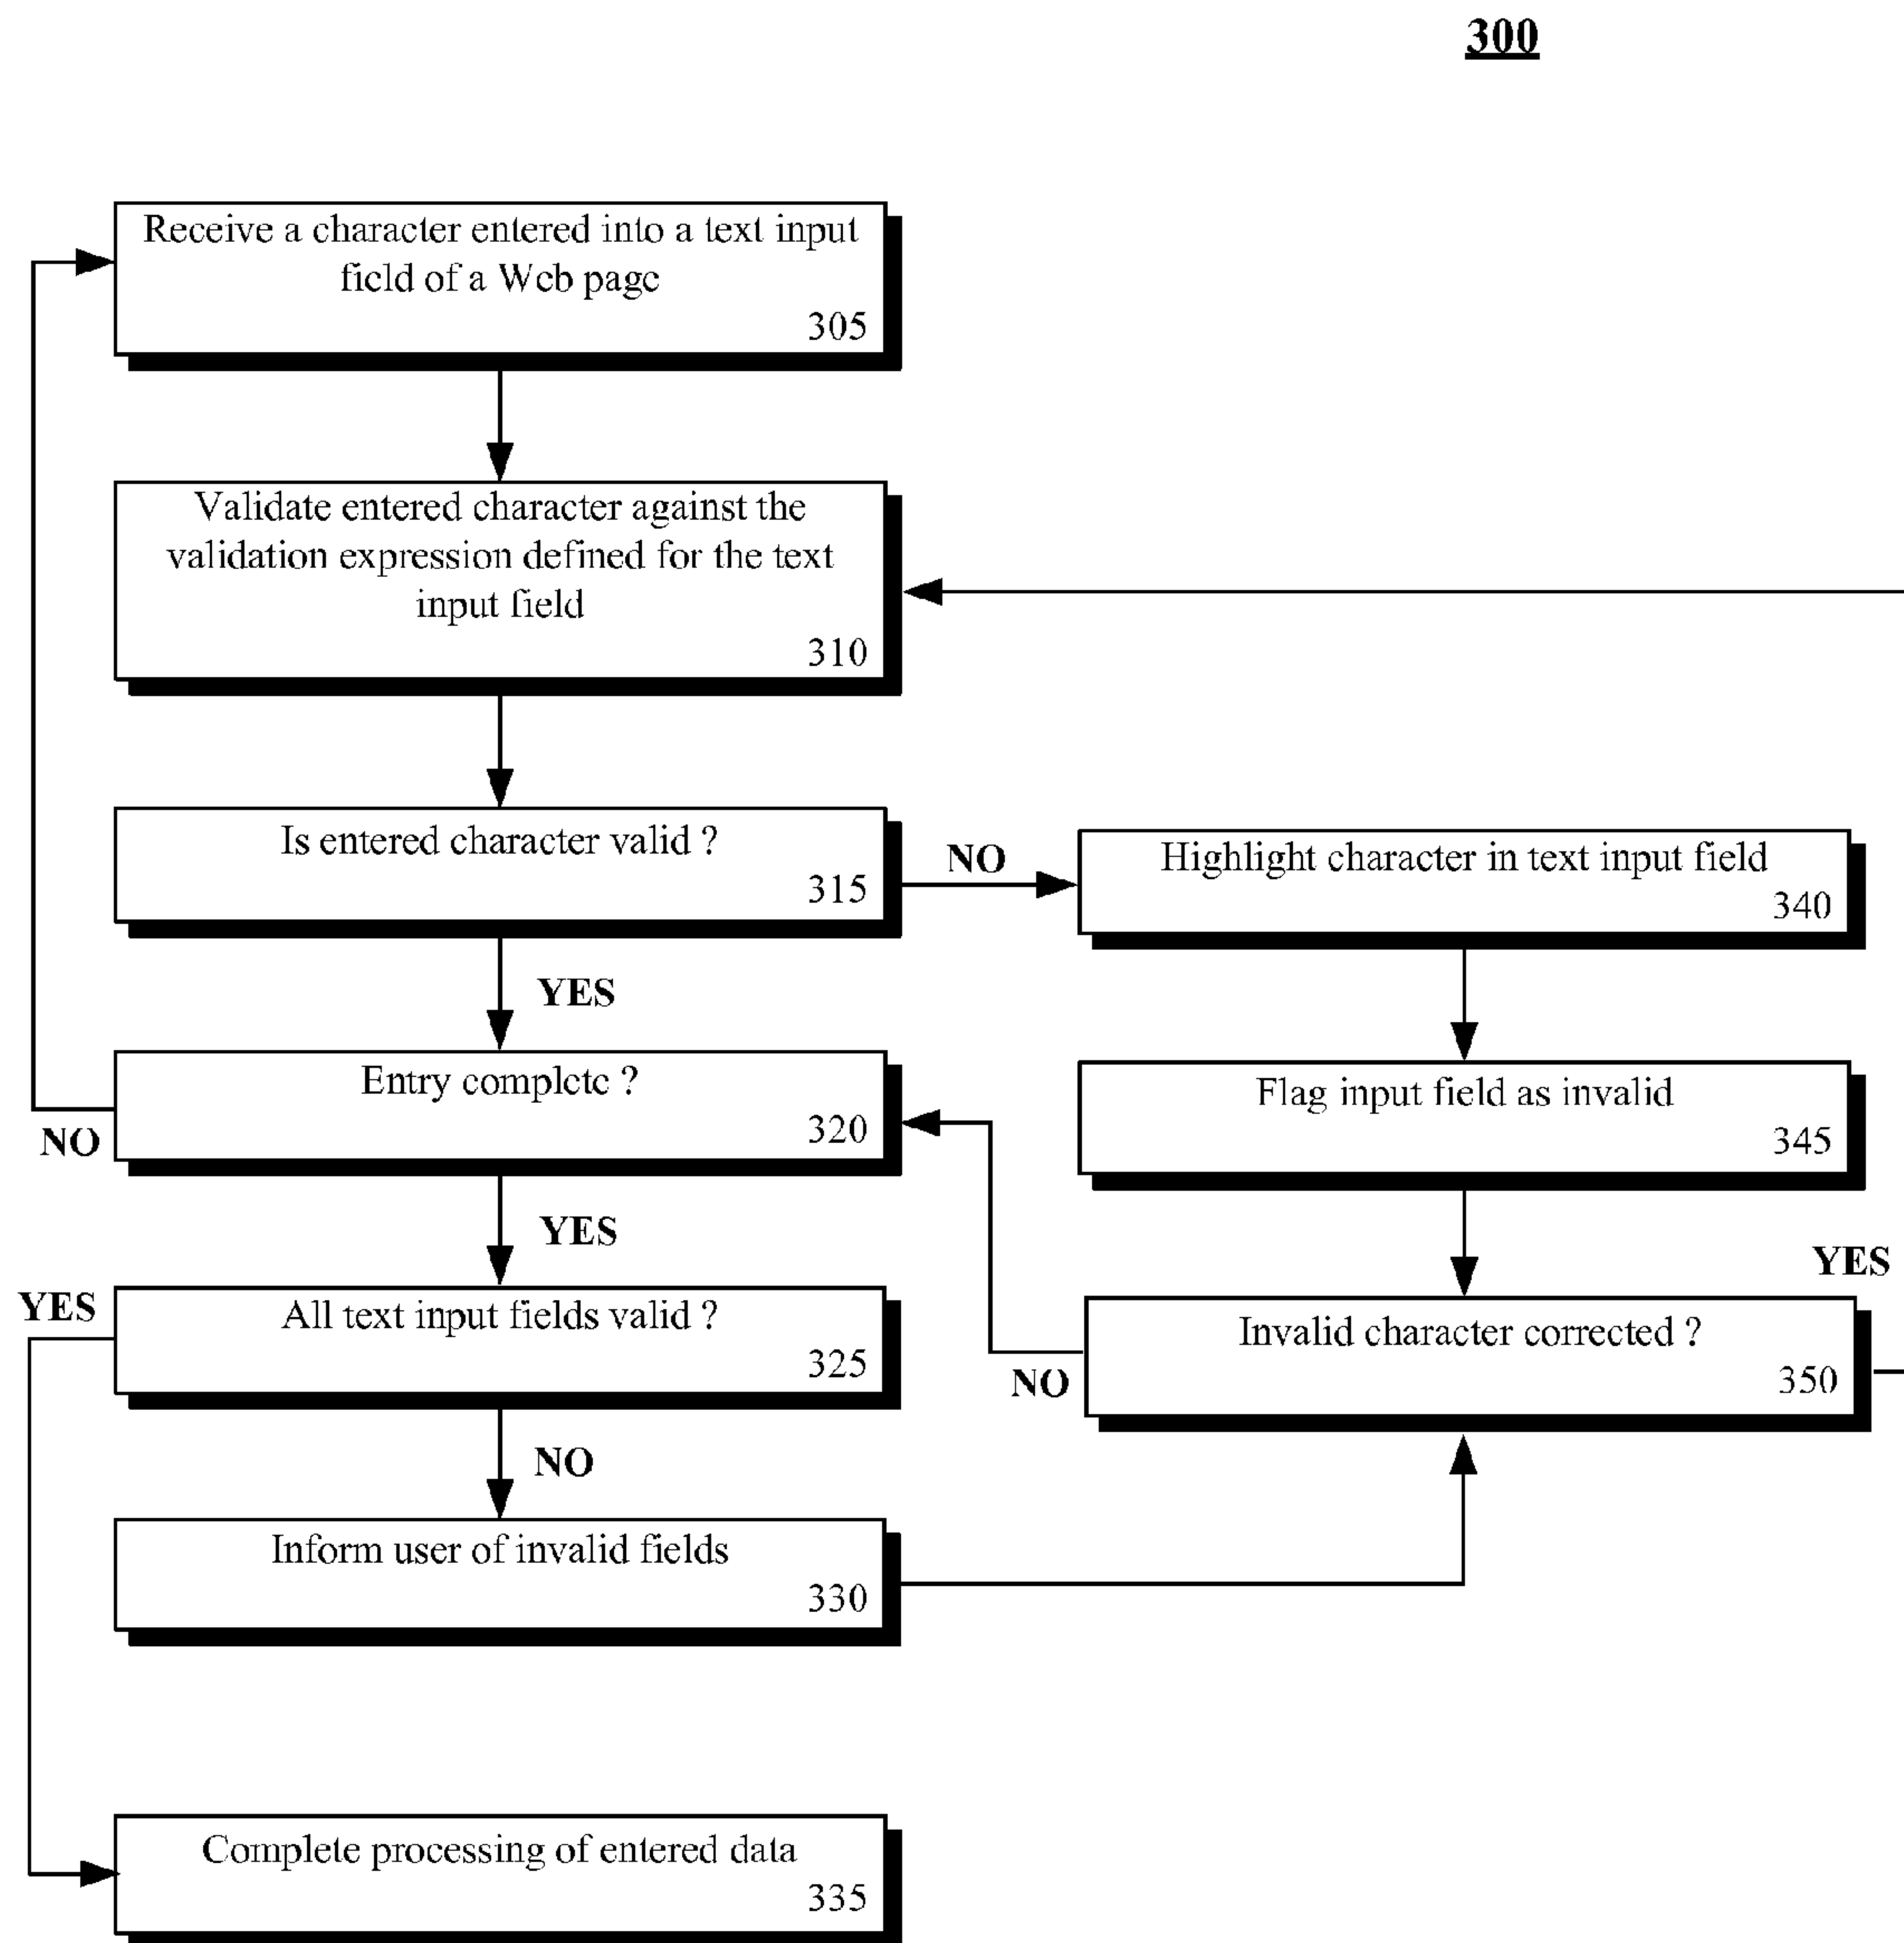 300
Receive a character entered into a text input
field of a Web page
305
Validate entered character against the
validation expression defined for the text
input field
310
Is entered character valid ?
315
NO
Highlight character in text input field
340
YES
Entry complete ?
320
NO
Flag input field as invalid
345
YES
YES
All text input fields valid ?
325
YES
Invalid character corrected ?
350
NO
NO
Inform user of invalid fields
330
Complete processing of entered data
335